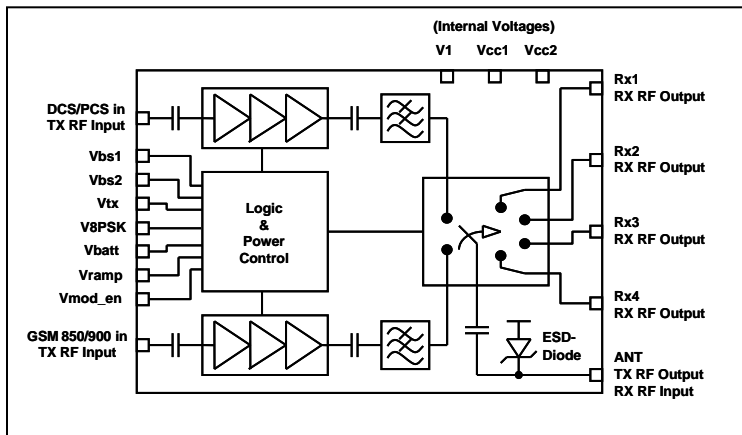 (Internal Voltages)
V1 Vcc1 Vcc2
DCS/PCS in
TX RF Input
Vbs1
Vbs2
Vtx
V8PSK
Vbatt
Vramp
Vmod_en
GSM 850/900 in
TX RF Input
Logic
&
Power
Control
Rx1
RX RF Output
Rx2
RX RF Output
Rx3
RX RF Output
Rx4
RX RF Output
ESD-
Diode
ANT
TX RF Output
RX RF Input